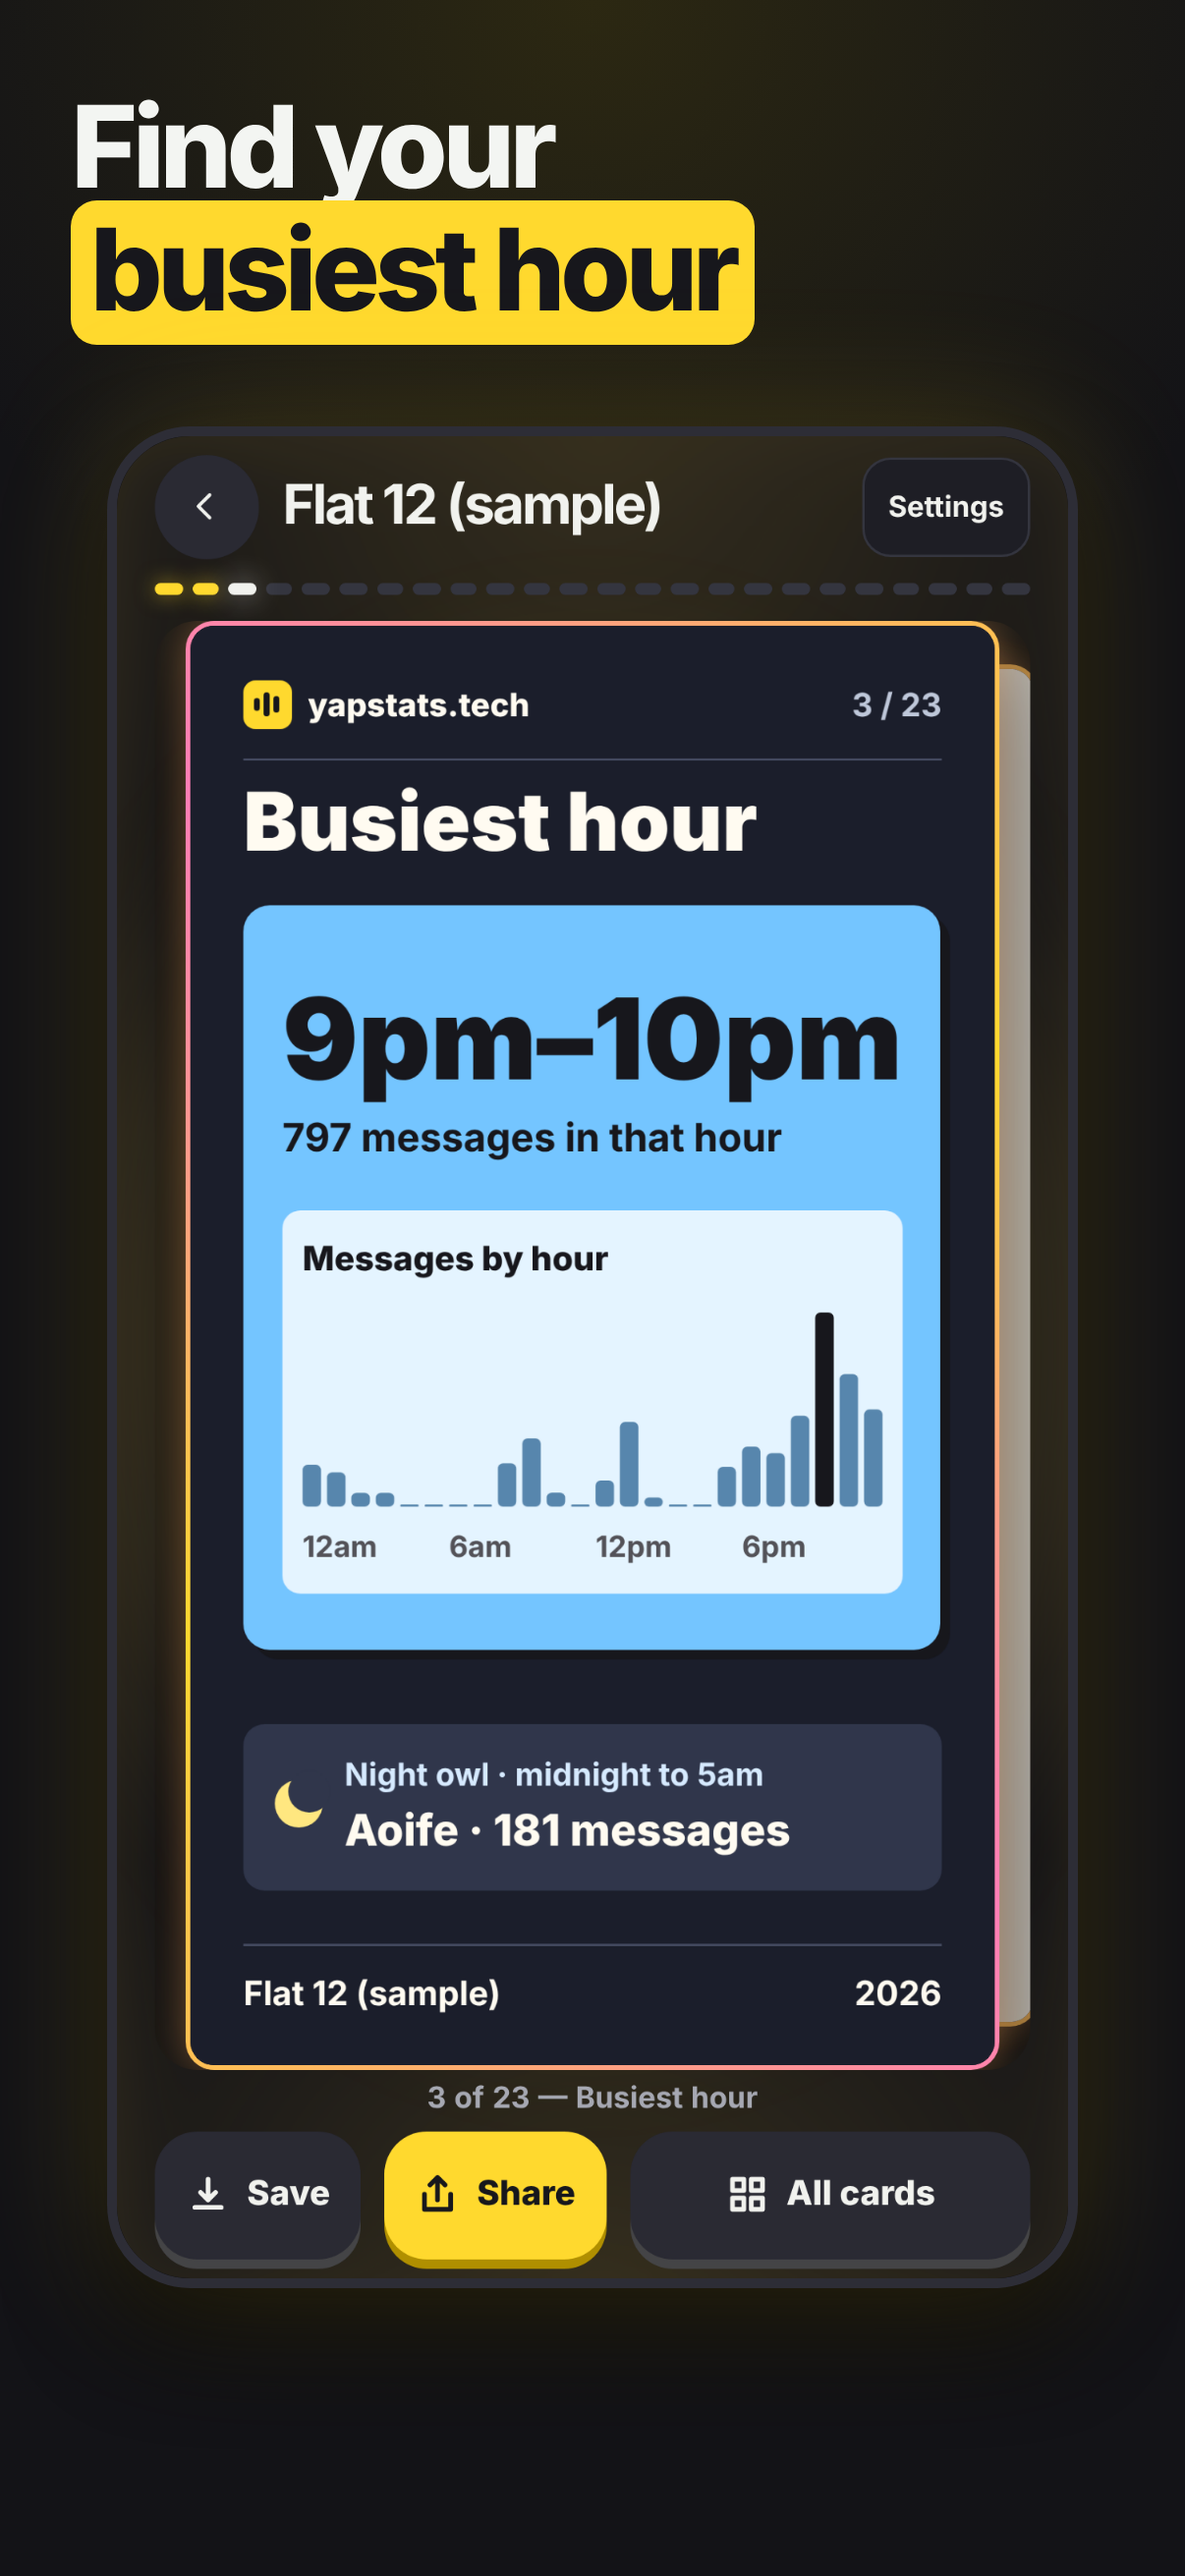 Find your
busiest hour
Flat 12 (sample)
Settings
yapstats.tech
3 / 23
Busiest hour
9pm–10pm
797 messages in that hour
Messages by hour
12am 6am 12pm 6pm
Night owl · midnight to 5am
Aoife · 181 messages
Flat 12 (sample)
2026
3 of 23 — Busiest hour
Save
Share
All cards